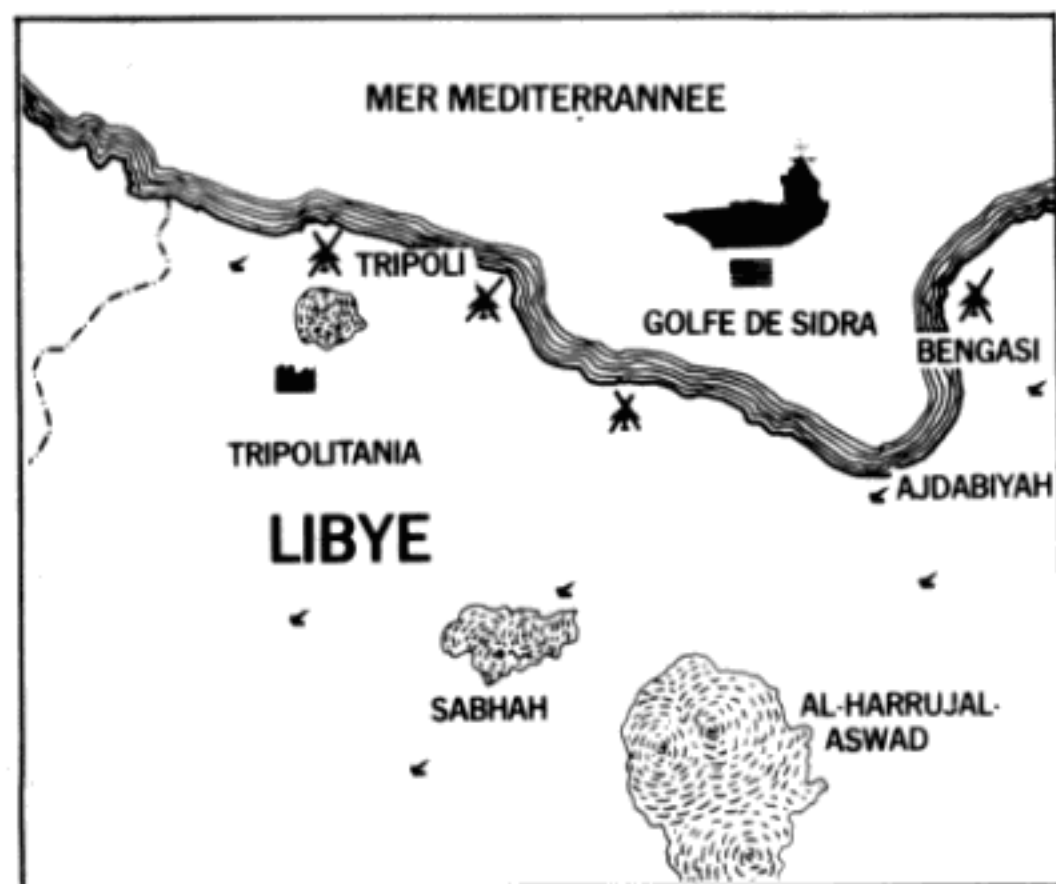 MER MEDITERRANNEE
TRIPOLI
GOLFE DE SIDRA
BENGASI
TRIPOLITANIA
AJDABIYAH
LIBYE
SABHAH
AL-HARRUJAL-
ASWAD